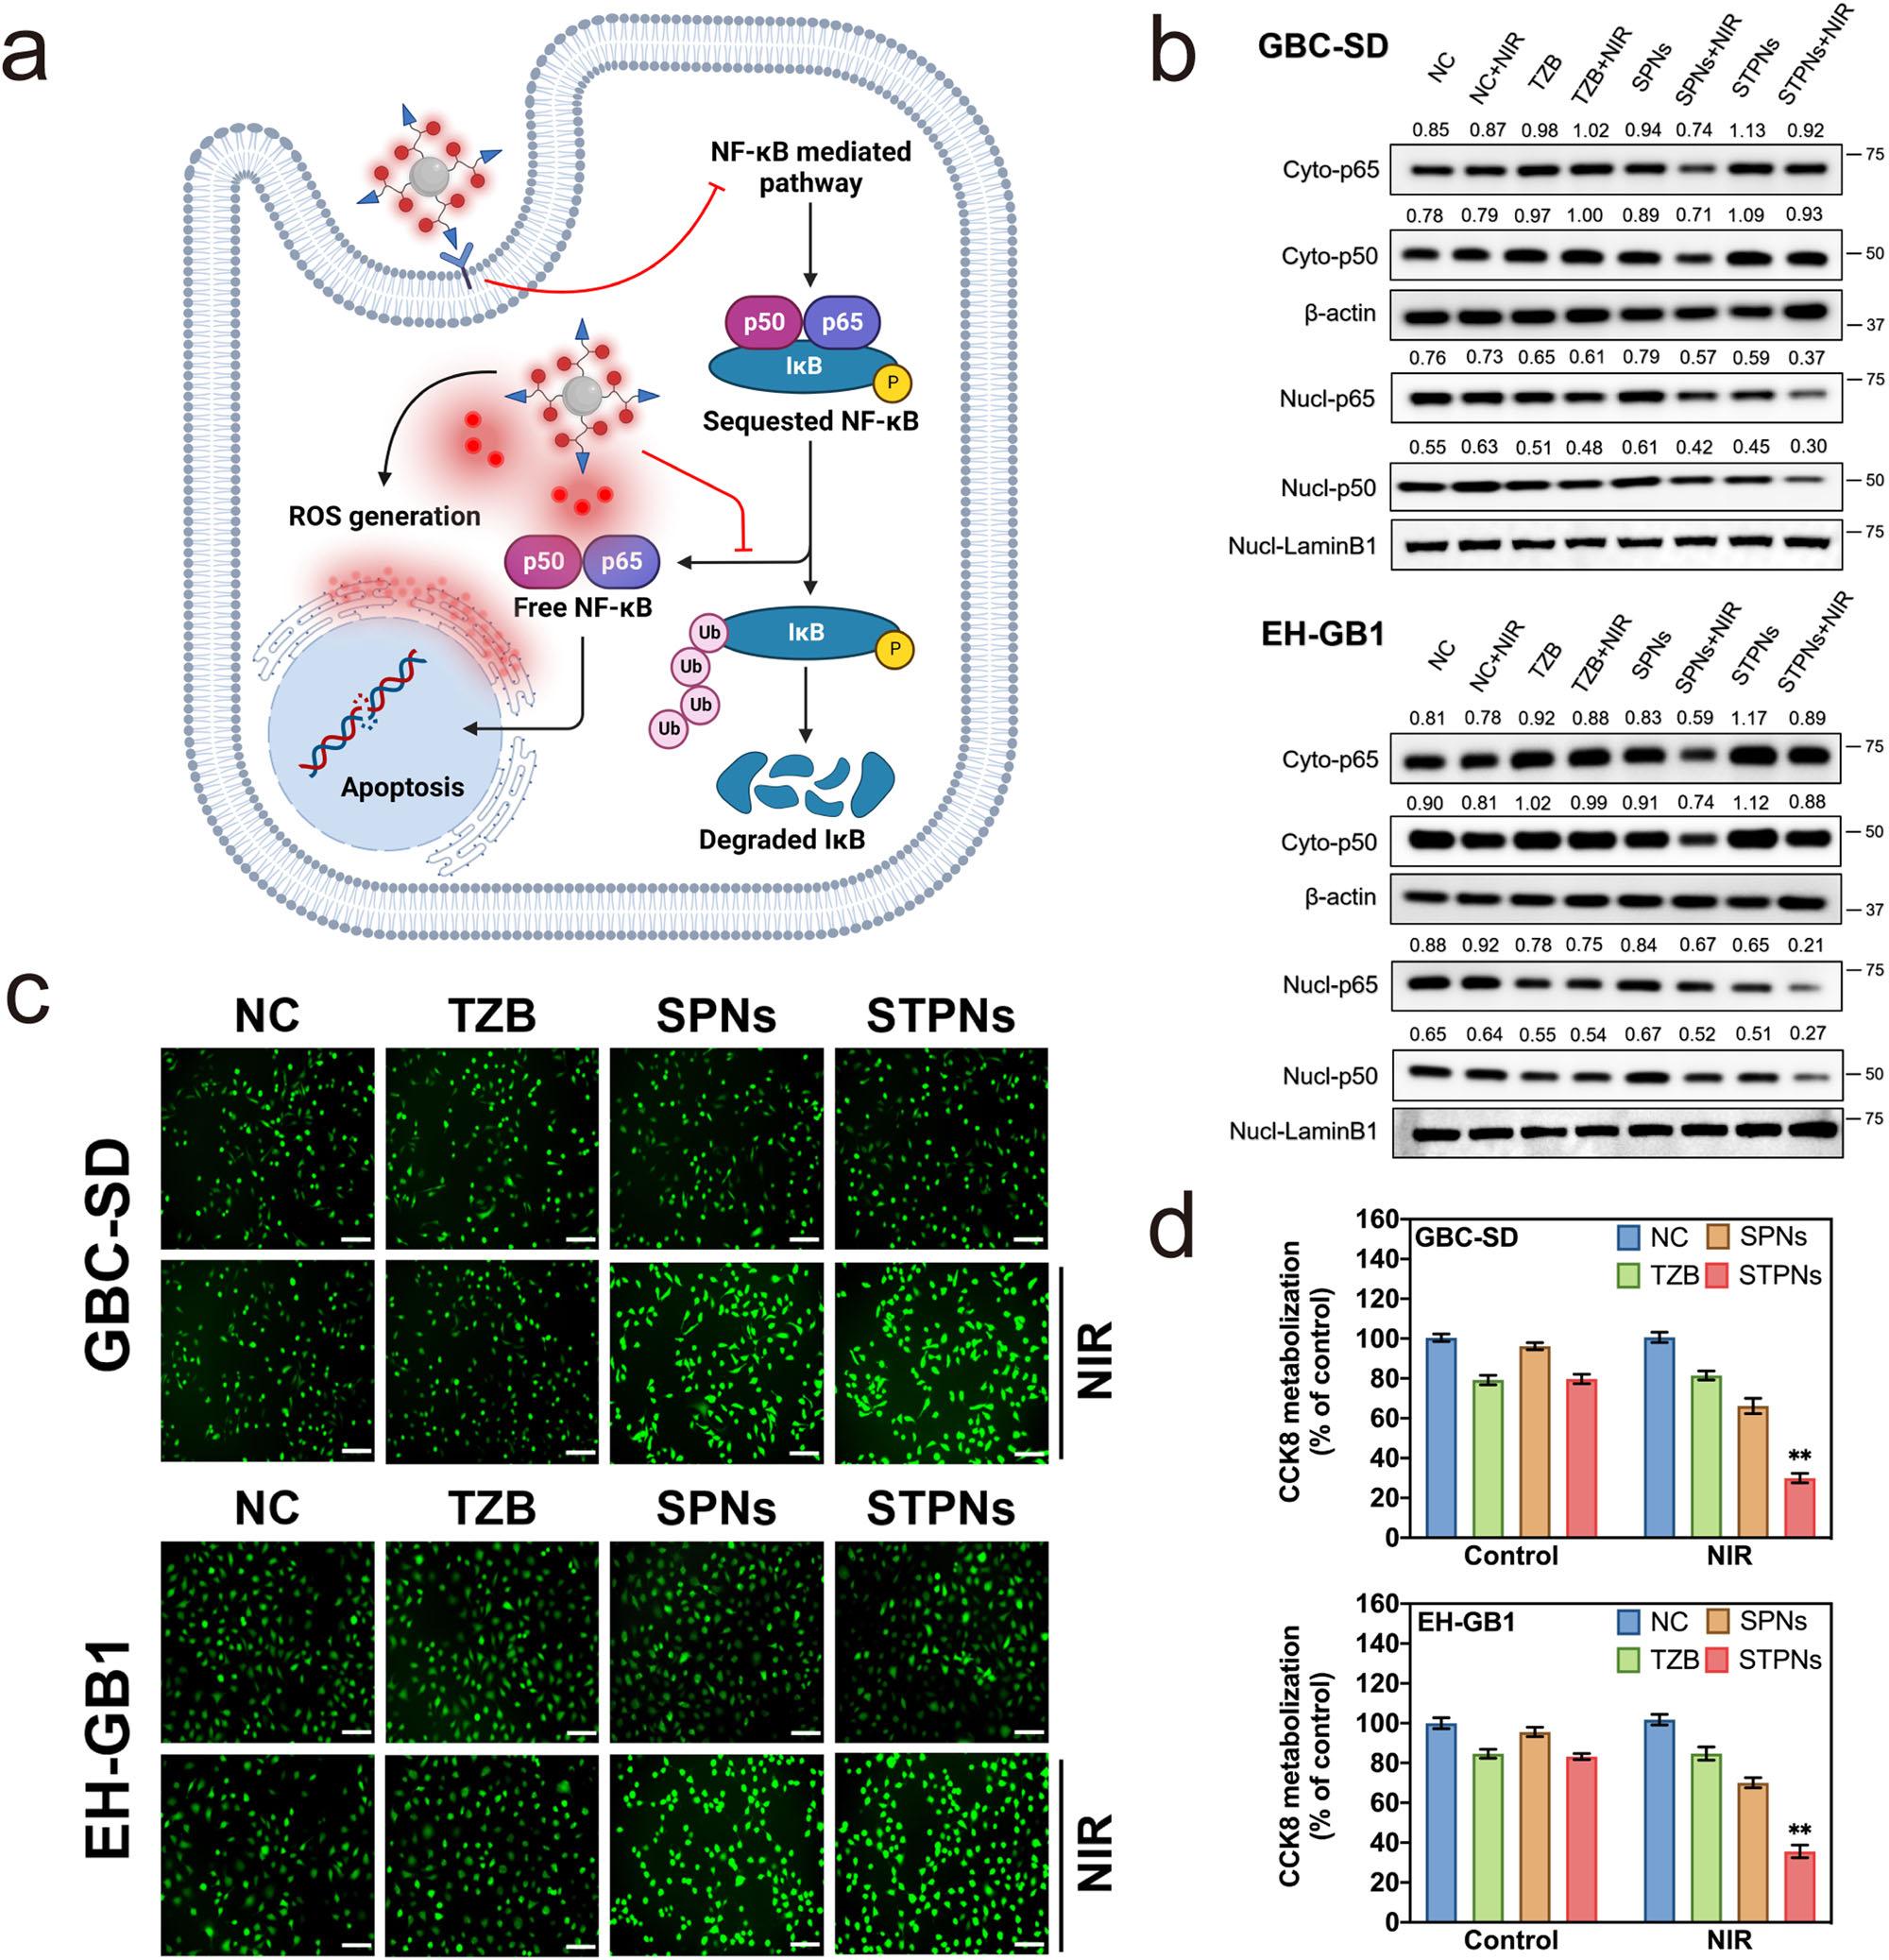 a
NF-κB mediated
pathway
p50
p65
IκB
P
Sequested NF-κB
ROS generation
p50
p65
Free NF-κB
Ub
IκB
P
Ub
Ub
Ub
Apoptosis
Degraded IκB
b
GBC-SD
NC
NC+NIR
TZB
TZB+NIR
SPNs
SPNs+NIR
STPNs
STPNs+NIR
0.85 0.87 0.98 1.02 0.94 0.74 1.13 0.92
Cyto-p65
75
0.78 0.79 0.97 1.00 0.89 0.71 1.09 0.93
Cyto-p50
50
β-actin
37
0.76 0.73 0.65 0.61 0.79 0.57 0.59 0.37
Nucl-p65
75
0.55 0.63 0.51 0.48 0.61 0.42 0.45 0.30
Nucl-p50
50
Nucl-LaminB1
75
EH-GB1
NC
NC+NIR
TZB
TZB+NIR
SPNs
SPNs+NIR
STPNs
STPNs+NIR
0.81 0.78 0.92 0.88 0.83 0.59 1.17 0.89
Cyto-p65
75
0.90 0.81 1.02 0.99 0.91 0.74 1.12 0.88
Cyto-p50
50
β-actin
37
0.88 0.92 0.78 0.75 0.84 0.67 0.65 0.21
Nucl-p65
75
0.65 0.64 0.55 0.54 0.67 0.52 0.51 0.27
Nucl-p50
50
Nucl-LaminB1
75
c
NC TZB SPNs STPNs
GBC-SD
NIR
NC TZB SPNs STPNs
EH-GB1
NIR
d
GBC-SD
NC
SPNs
TZB
STPNs
CCK8 metabolization
(% of control)
160
140
120
100
80
60
40
20
0
**
Control
NIR
EH-GB1
NC
SPNs
TZB
STPNs
CCK8 metabolization
(% of control)
160
140
120
100
80
60
40
20
0
**
Control
NIR